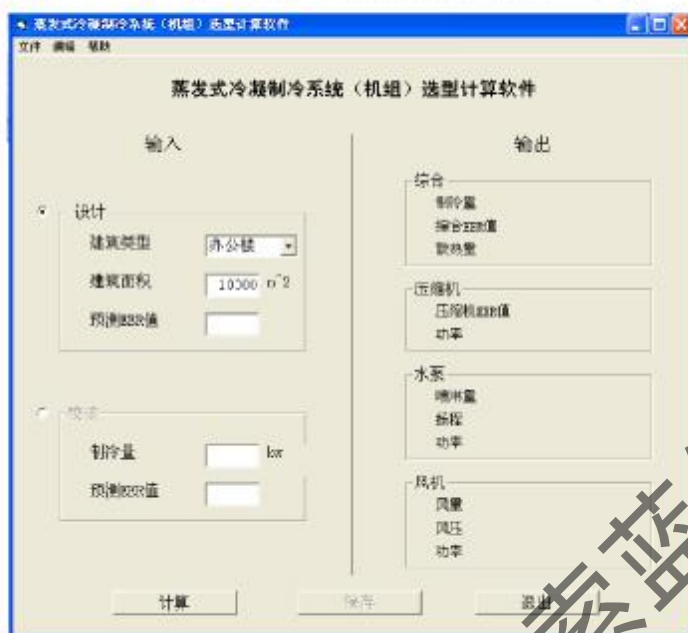 蒸发式冷凝制冷系统（机组）选型计算软件
文件 编辑 帮助
蒸发式冷凝制冷系统（机组）选型计算软件
输入
设计
建筑类型 办公楼
建筑面积 10000 m^2
预测EER值
制冷量 kw
预测EER值
输出
综合
制冷量
综合EER值
散热量
压缩机
压缩机EER值
功率
水泵
喷淋量
扬程
功率
风机
风量
风压
功率
计算 保存 退出